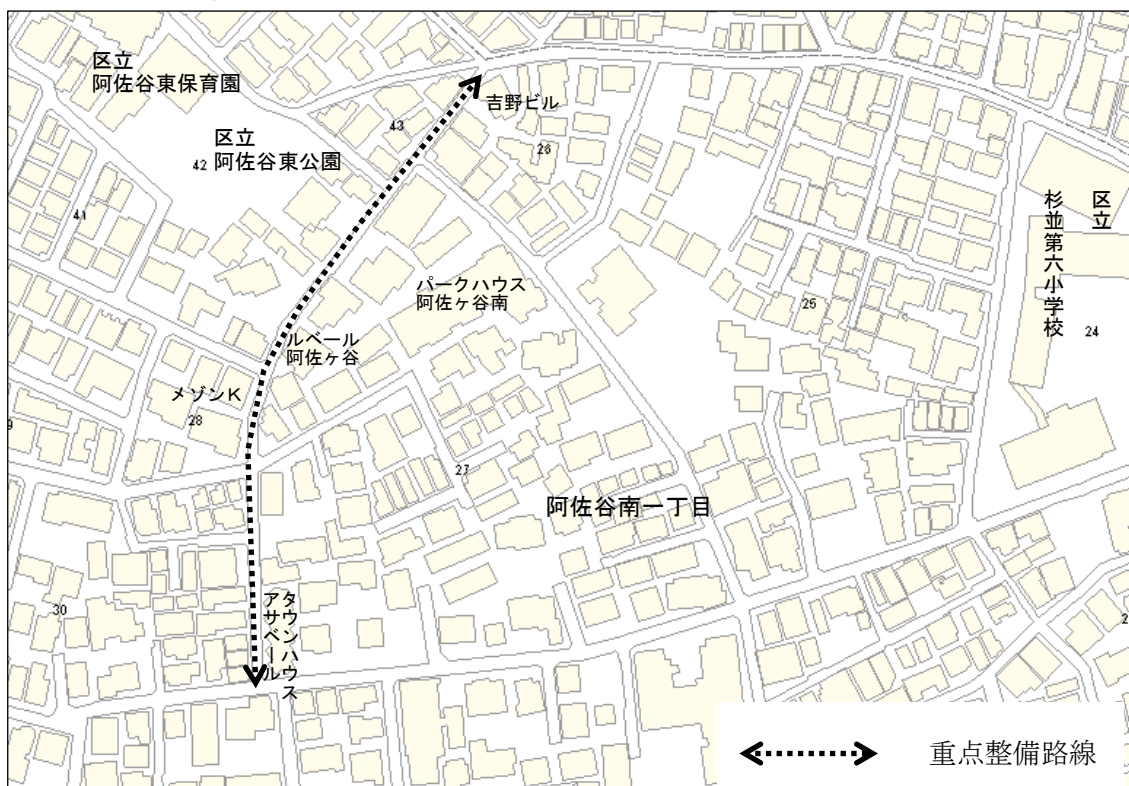 区立
阿佐谷東保育園
吉野ビル
43
区立
42 阿佐谷東公園
26
41
杉並第六小学校
区立
パークハウス
阿佐ヶ谷南
25
24
ルベール
阿佐ヶ谷
メゾンK
28
9
27
阿佐谷南一丁目
30
タウンハウス
アサベール
2
重点整備路線